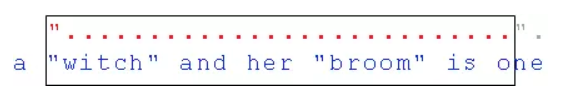 "...........................".
a "witch" and her "broom" is one